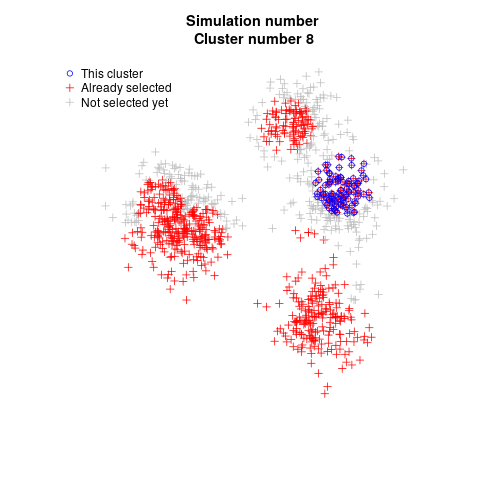 Simulation number
Cluster number 8
This cluster
Already selected
Not selected yet